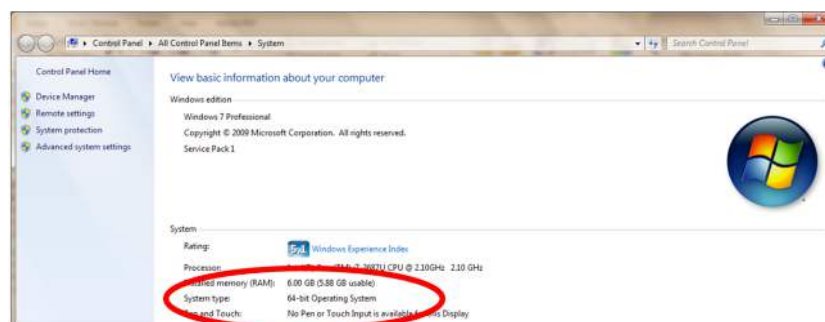 Control Panel ▸ All Control Panel Items ▸ System
Search Control Panel
Control Panel Home
Device Manager
Remote settings
System protection
Advanced system settings
View basic information about your computer
Windows edition
Windows 7 Professional
Copyright © 2009 Microsoft Corporation. All rights reserved.
Service Pack 1
System
Rating:
Windows Experience Index
Processor:
CPU @ 2.10GHz 2.10 GHz
Installed memory (RAM): 6.00 GB (5.88 GB usable)
System type: 64-bit Operating System
Pen and Touch: No Pen or Touch Input is available for this Display